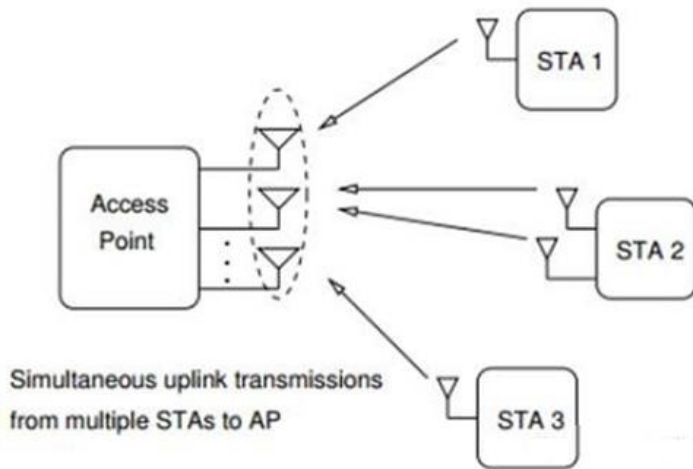 STA 1
Access
Point
STA 2
Simultaneous uplink transmissions
from multiple STAs to AP
STA 3